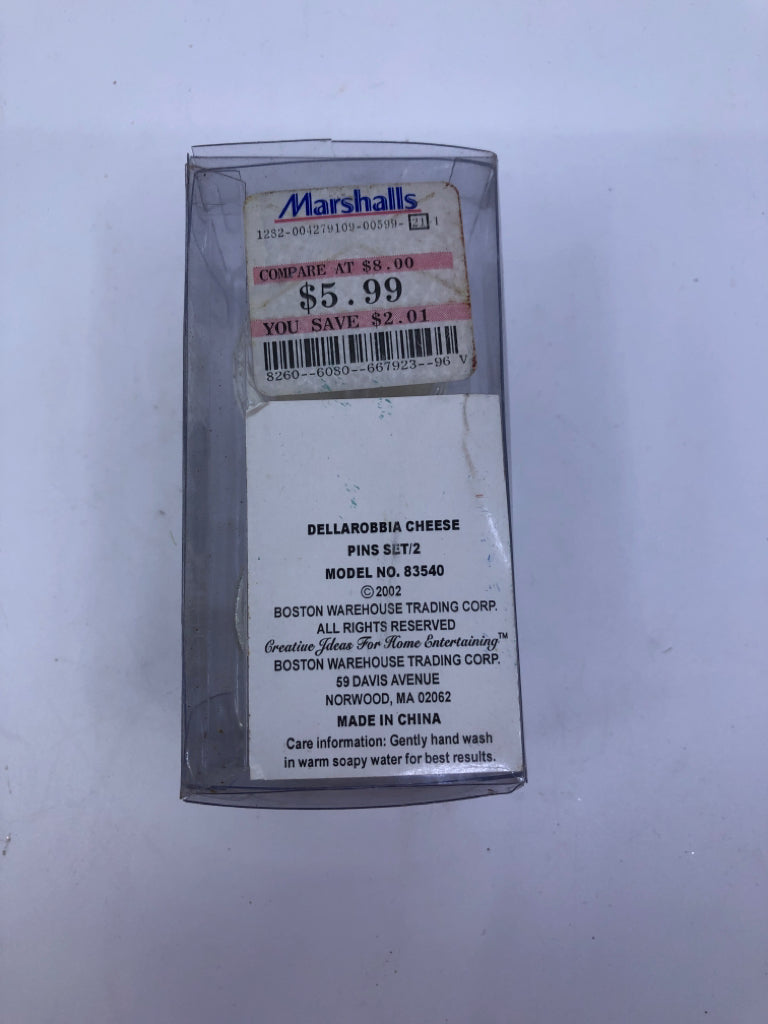 Marshalls
1282-004279109-00599-21 1
COMPARE AT $8.00
$5.99
YOU SAVE $2.01
8260--6080--667923--96 V
DELLAROBBIA CHEESE
PINS SET/2
MODEL NO. 83540
©2002
BOSTON WAREHOUSE TRADING CORP.
ALL RIGHTS RESERVED
Creative Ideas For Home Entertaining™
BOSTON WAREHOUSE TRADING CORP.
59 DAVIS AVENUE
NORWOOD, MA 02062
MADE IN CHINA
Care information: Gently hand wash
in warm soapy water for best results.